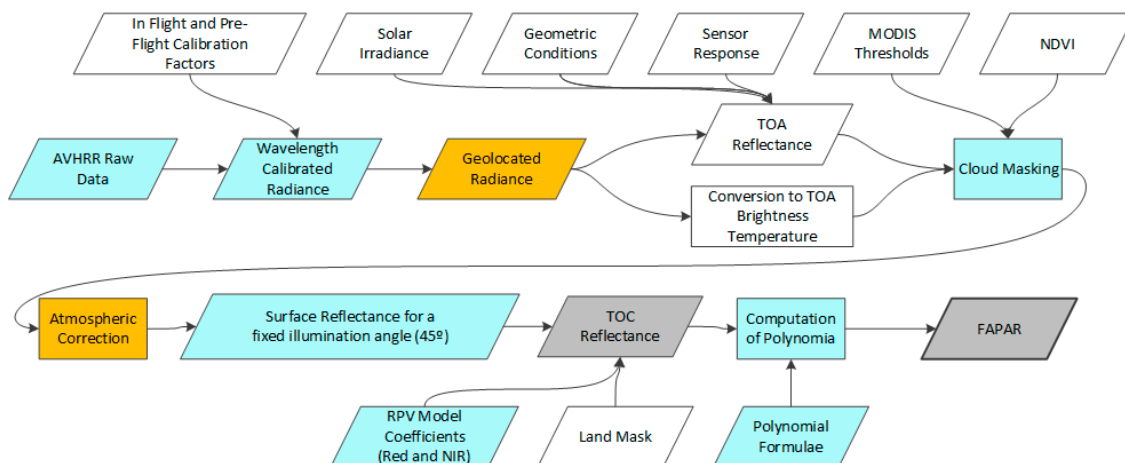 In Flight and Pre-
Flight Calibration
Factors
Solar
Irradiance
Geometric
Conditions
Sensor
Response
MODIS
Thresholds
NDVI
AVHRR Raw
Data
Wavelength
Calibrated
Radiance
Geolocated
Radiance
TOA
Reflectance
Conversion to TOA
Brightness
Temperature
Cloud Masking
Atmospheric
Correction
Surface Reflectance for a
fixed illumination angle (45º)
TOC
Reflectance
Computation
of Polynomia
FAPAR
RPV Model
Coefficients
(Red and NIR)
Land Mask
Polynomial
Formulae